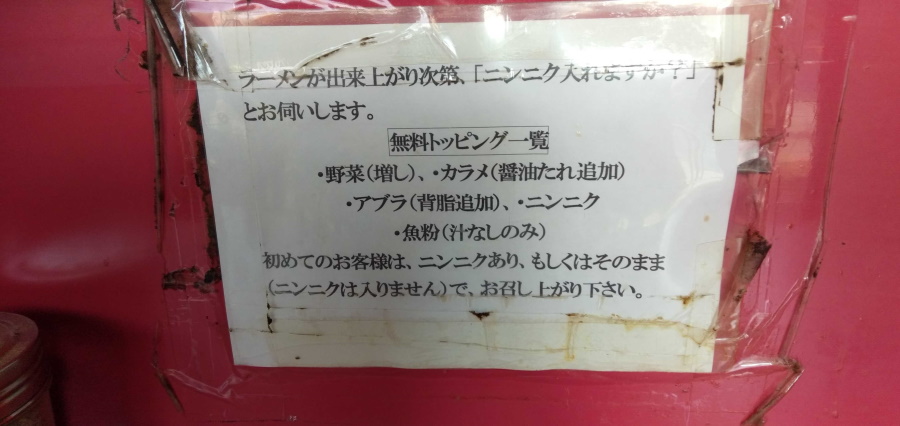 ラーメンが出来上がり次第、「ニンニク入れますか？」
とお伺いします。
無料トッピング一覧
・野菜(増し)、・カラメ(醤油たれ追加)
・アブラ(背脂追加)、・ニンニク
・魚粉(汁なしのみ)
初めてのお客様は、ニンニクあり、もしくはそのまま
(ニンニクは入りません)で、お召し上がり下さい。